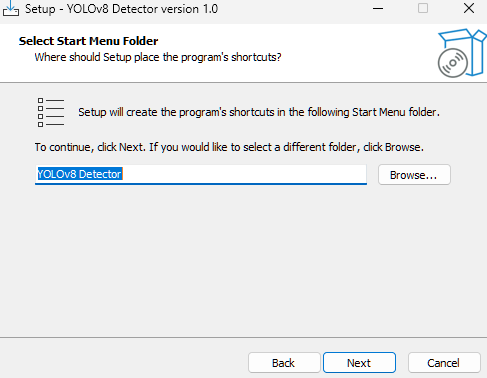 Setup - YOLOv8 Detector version 1.0
Select Start Menu Folder
Where should Setup place the program's shortcuts?
Setup will create the program's shortcuts in the following Start Menu folder.
To continue, click Next. If you would like to select a different folder, click Browse.
YOLOv8 Detector
Browse...
Back
Next
Cancel